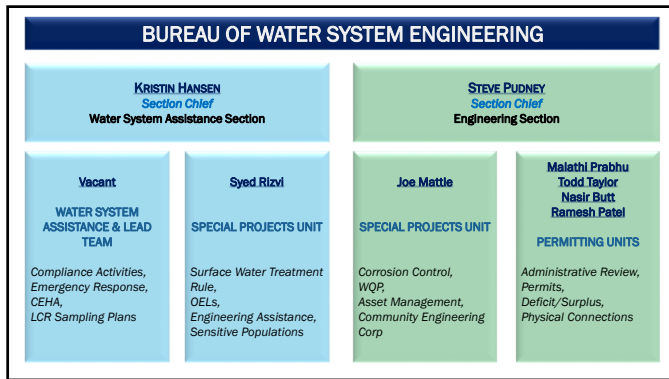 BUREAU OF WATER SYSTEM ENGINEERING
KRISTIN HANSEN
Section Chief
Water System Assistance Section
STEVE PUDNEY
Section Chief
Engineering Section
Vacant
WATER SYSTEM
ASSISTANCE & LEAD
TEAM
Compliance Activities,
Emergency Response,
CEHA,
LCR Sampling Plans
Syed Rizvi
SPECIAL PROJECTS UNIT
Surface Water Treatment
Rule,
OELs,
Engineering Assistance,
Sensitive Populations
Joe Mattle
SPECIAL PROJECTS UNIT
Corrosion Control,
WQP,
Asset Management,
Community Engineering
Corp
Malathi Prabhu
Todd Taylor
Nasir Butt
Ramesh Patel
PERMITTING UNITS
Administrative Review,
Permits,
Deficit/Surplus,
Physical Connections